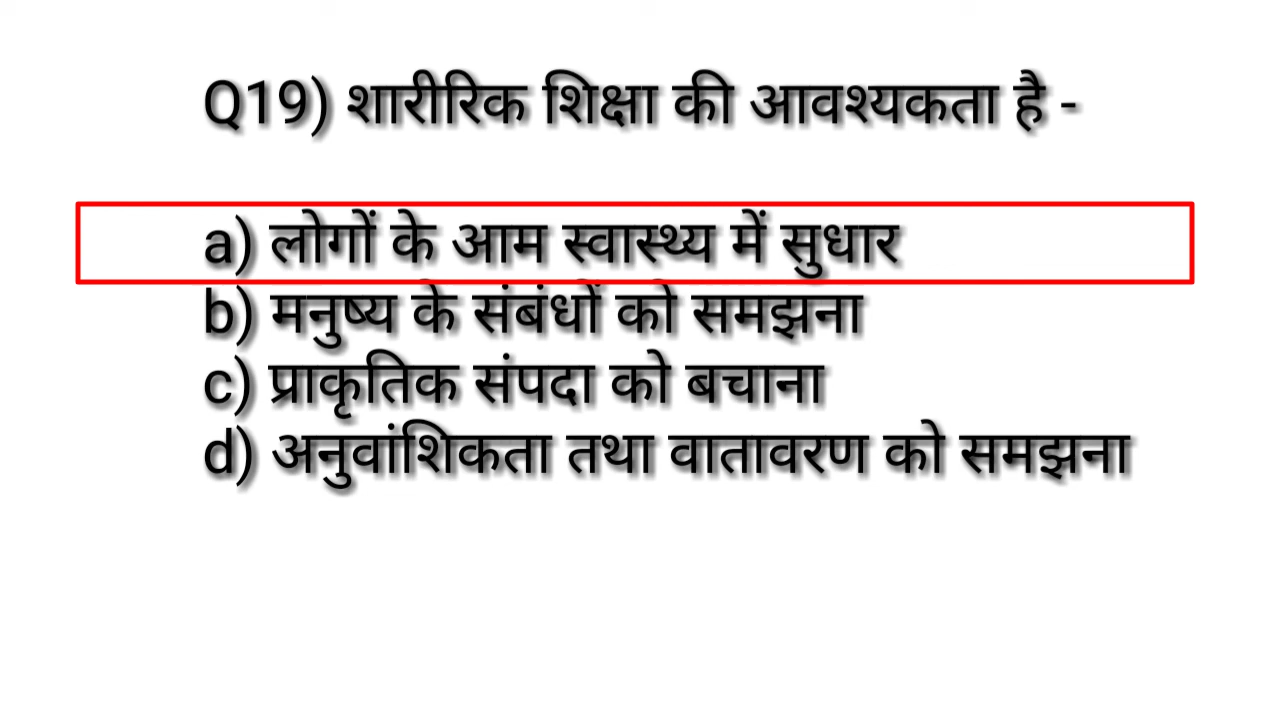 Q19) शारीरिक शिक्षा की आवश्यकता है -
a) लोगों के आम स्वास्थ्य में सुधार
b) मनुष्य के संबंधों को समझना
c) प्राकृतिक संपदा को बचाना
d) अनुवांशिकता तथा वातावरण को समझना